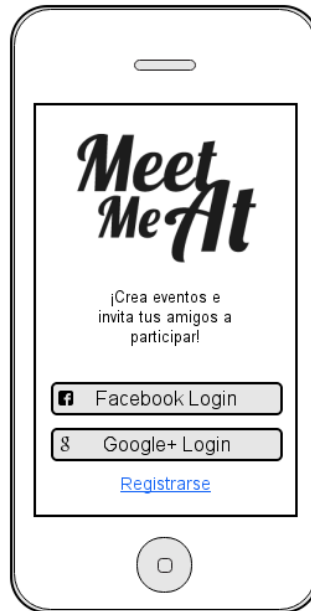 Meet
Me At
¡Crea eventos e
invita tus amigos a
participar!
Facebook Login
Google+ Login
Registrarse